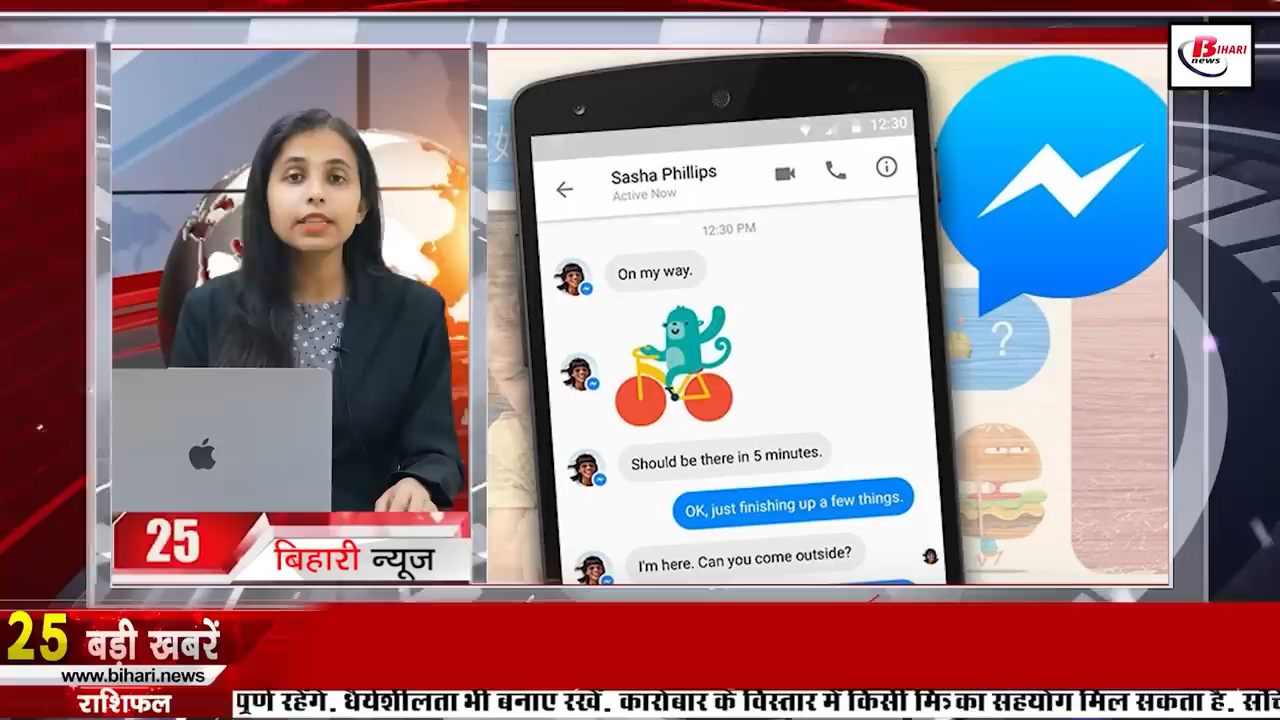 BIHARI
news
12:30
Sasha Phillips
Active Now
12:30 PM
On my way.
?
Should be there in 5 minutes.
OK, just finishing up a few things.
I'm here. Can you come outside?
25
बिहारी न्यूज
25 बड़ी खबरें
www.bihari.news
राशिफल
पूर्ण रहेंगे. धैर्यशीलता भी बनाए रखें. कारोबार के विस्तार में किसी मित्र का सहयोग मिल सकता है.